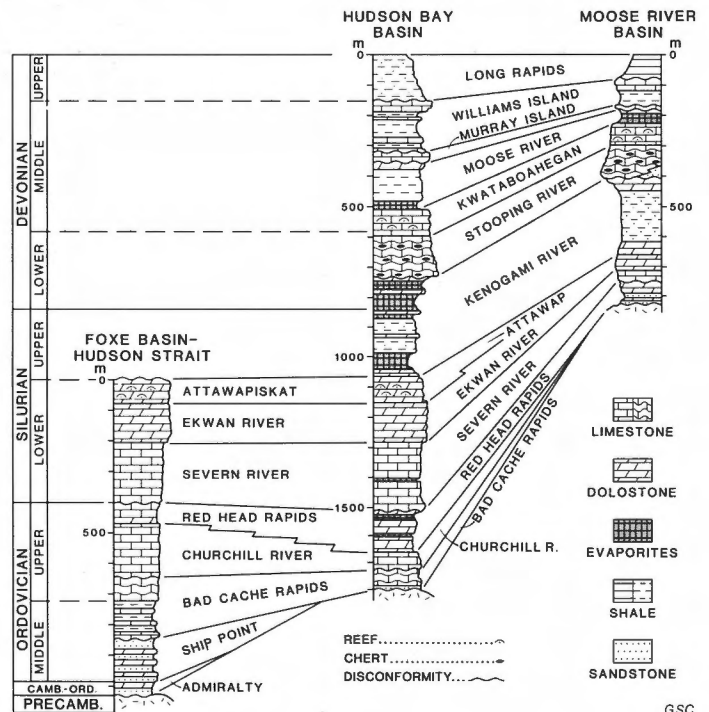 HUDSON BAY
BASIN
MOOSE RIVER
BASIN
m
0
500
1000
1500
m
0
500
FOXE BASIN-
HUDSON STRAIT
m
0
500
DEVONIAN
UPPER
MIDDLE
LOWER
SILURIAN
UPPER
LOWER
ORDOVICIAN
UPPER
MIDDLE
CAMB.-ORD.
PRECAMB.
LONG RAPIDS
WILLIAMS ISLAND
MURRAY ISLAND
MOOSE RIVER
KWATABOAHEGAN
STOOPING RIVER
KENOGAMI RIVER
ATTAWAP
EKWAN RIVER
SEVERN RIVER
RED HEAD RAPIDS
BAD CACHE RAPIDS
CHURCHILL R.
ATTAWAPISKAT
EKWAN RIVER
SEVERN RIVER
RED HEAD RAPIDS
CHURCHILL RIVER
BAD CACHE RAPIDS
SHIP POINT
ADMIRALTY
LIMESTONE
DOLOSTONE
EVAPORITES
SHALE
SANDSTONE
REEF
CHERT
DISCONFORMITY
GSC